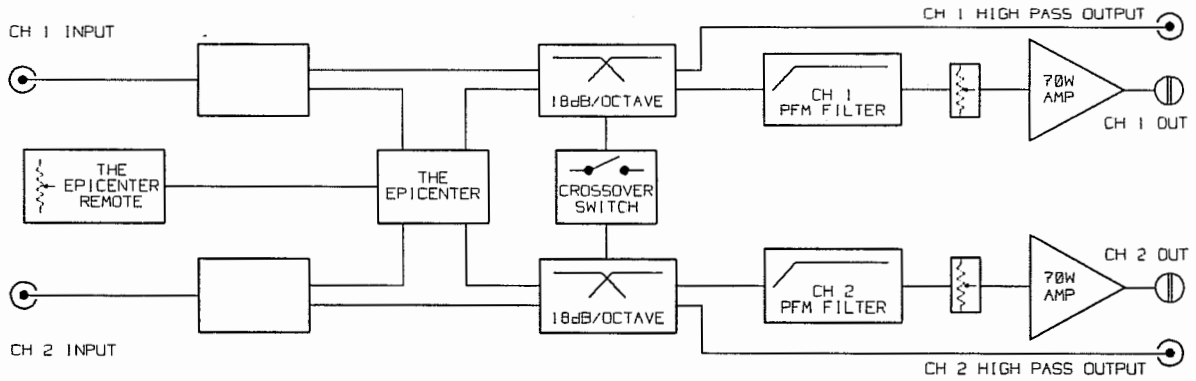 CH 1 HIGH PASS OUTPUT
CH 1 INPUT
18dB/OCTAVE
CH 1
PFM FILTER
70W
AMP
CH 1 OUT
THE
EPICENTER
REMOTE
THE
EPICENTER
CROSSOVER
SWITCH
CH 2 OUT
18dB/OCTAVE
CH 2
PFM FILTER
70W
AMP
CH 2 INPUT
CH 2 HIGH PASS OUTPUT